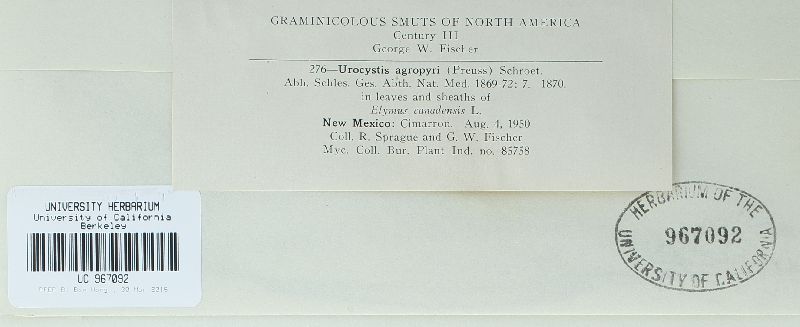 GRAMINICOLOUS SMUTS OF NORTH AMERICA
Century III
George W. Fischer
276—Urocystis agropyri (Preuss) Schroet.
Abh. Schles. Ges. Abth. Nat. Med. 1869-72: 7. 1870.
in leaves and sheaths of
Elymus canadensis L.
New Mexico: Cimarron. Aug. 4, 1950
Coll. R. Sprague and G. W. Fischer
Myc. Coll. Bur. Plant Ind. no. 85758
UNIVERSITY HERBARIUM
University of California
Berkeley
UC 967092
HERBARIUM OF THE
967092
UNIVERSITY OF CALIFORNIA